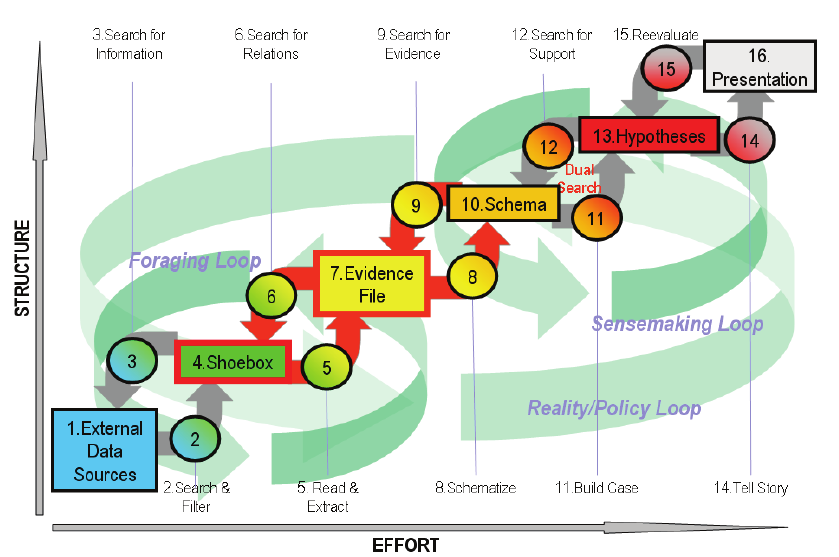 3.Search for
Information
6.Search for
Relations
9.Search for
Evidence
12.Search for
Support
15.Reevaluate
15
16.
Presentation
12
13.Hypotheses
14
Dual
Search
9
10.Schema
11
Foraging Loop
7.Evidence
File
6
8
Sensemaking Loop
3
4.Shoebox
5
Reality/Policy Loop
1.External
Data
Sources
2
2.Search &
Filter
5. Read &
Extract
8.Schematize
11.Build Case
14.Tell Story
STRUCTURE
EFFORT